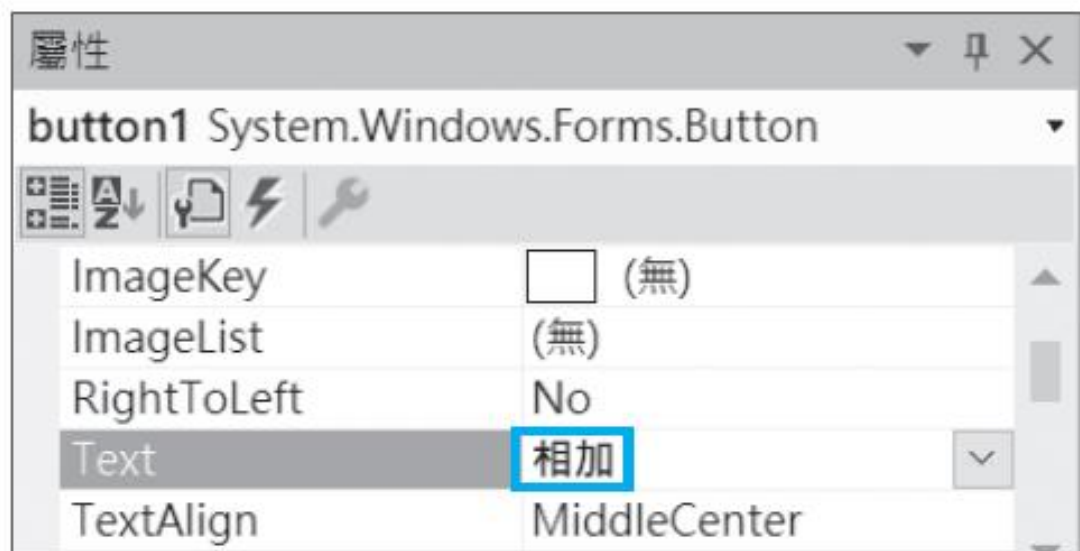 屬性
button1 System.Windows.Forms.Button
ImageKey (無)
ImageList (無)
RightToLeft No
Text 相加
TextAlign MiddleCenter